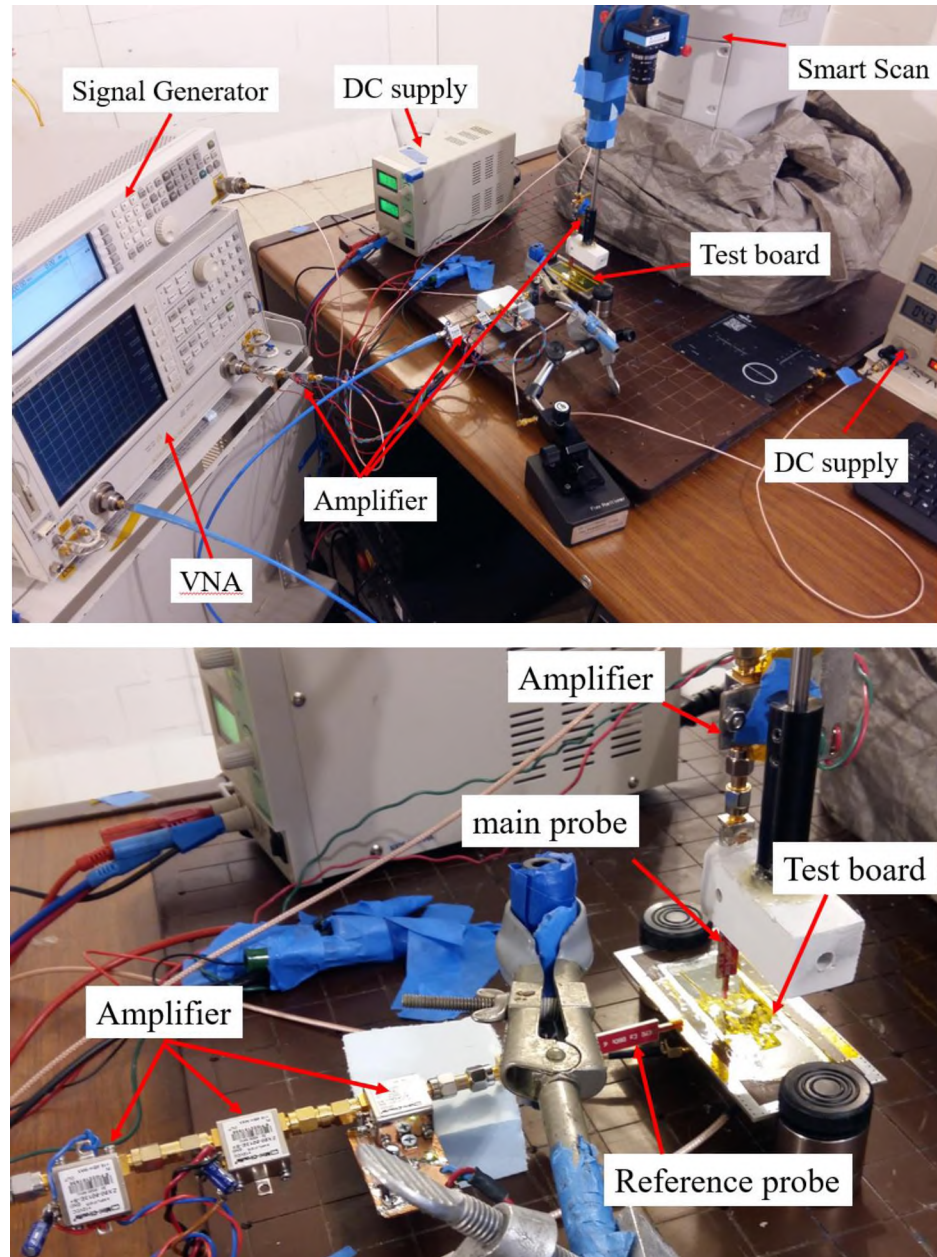 Signal Generator
DC supply
Smart Scan
Test board
DC supply
Amplifier
VNA
Amplifier
main probe
Test board
Amplifier
Reference probe